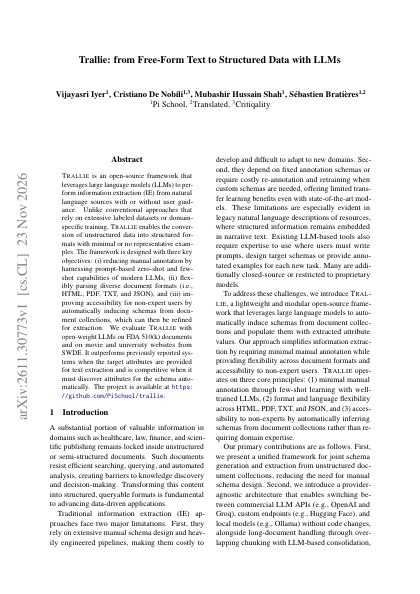 Trallie: from Free-Form Text to Structured Data with LLMs
Vijayasri Iyer¹, Cristiano De Nobili¹,³, Mubashir Hussain Shah¹, Sébastien Bratières¹,²
¹Pi School, ²Translated, ³Critiqality
arXiv:2611.30773v1 [cs.CL] 23 Nov 2026
Abstract
TRALLIE is an open-source framework that
leverages large language models (LLMs) to per-
form information extraction (IE) from natural
language sources with or without user guid-
ance. Unlike conventional approaches that
rely on extensive labeled datasets or domain-
specific training, TRALLIE enables the conver-
sion of unstructured data into structured for-
mats with minimal or no representative exam-
ples. The framework is designed with three key
objectives: (i) reducing manual annotation by
harnessing prompt-based zero-shot and few-
shot capabilities of modern LLMs, (ii) flex-
ibly parsing diverse document formats (i.e.,
HTML, PDF, TXT, and JSON), and (iii) im-
proving accessibility for non-expert users by
automatically inducing schemas from docu-
ment collections, which can then be refined
for extraction. We evaluate TRALLIE with
open-weight LLMs on FDA 510(k) documents
and on movie and university websites from
SWDE. It outperforms previously reported sys-
tems when the target attributes are provided
for text extraction and is competitive when it
must discover attributes for the schema auto-
matically. The project is available at https:
//github.com/PiSchool/trallie.
1 Introduction
A substantial portion of valuable information in
domains such as healthcare, law, finance, and scien-
tific publishing remains locked inside unstructured
or semi-structured documents. Such documents
resist efficient searching, querying, and automated
analysis, creating barriers to knowledge discovery
and decision-making. Transforming this content
into structured, queryable formats is fundamental
to advancing data-driven applications.
Traditional information extraction (IE) ap-
proaches face two major limitations. First, they
rely on extensive manual schema design and heav-
ily engineered pipelines, making them costly to
develop and difficult to adapt to new domains. Sec-
ond, they depend on fixed annotation schemas or
require costly re-annotation and retraining when
custom schemas are needed, offering limited trans-
fer learning benefits even with state-of-the-art mod-
els. These limitations are especially evident in
legacy natural language descriptions of resources,
where structured information remains embedded
in narrative text. Existing LLM-based tools also
require expertise to use where users must write
prompts, design target schemas or provide anno-
tated examples for each new task. Many are addi-
tionally closed-source or restricted to proprietary
models.
To address these challenges, we introduce TRAL-
LIE, a lightweight and modular open-source frame-
work that leverages large language models to auto-
matically induce schemas from document collec-
tions and populate them with extracted attribute
values. Our approach simplifies information extrac-
tion by requiring minimal manual annotation while
providing flexibility across document formats and
accessibility to non-expert users. TRALLIE oper-
ates on three core principles: (1) minimal manual
annotation through few-shot learning with well-
trained LLMs, (2) format and language flexibility
across HTML, PDF, TXT, and JSON, and (3) access-
ibility to non-experts by automatically inferring
schemas from document collections rather than re-
quiring domain expertise.
Our primary contributions are as follows. First,
we present a unified framework for joint schema
generation and extraction from unstructured doc-
ument collections, reducing the need for manual
schema design. Second, we introduce a provider-
agnostic architecture that enables switching be-
tween commercial LLM APIs (e.g., OpenAI and
Groq), custom endpoints (e.g., Hugging Face), and
local models (e.g., Ollama) without code changes,
alongside long-document handling through over-
lapping chunking with LLM-based consolidation,